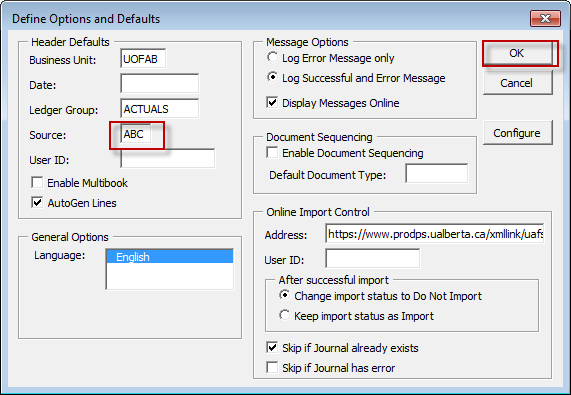 Define Options and Defaults
Header Defaults
Business Unit: UOFAB
Date:
Ledger Group: ACTUALS
Source: ABC
User ID:
Enable Multibook
AutoGen Lines
General Options
Language: English
Message Options
Log Error Message only
Log Successful and Error Message
Display Messages Online
Document Sequencing
Enable Document Sequencing
Default Document Type:
Online Import Control
Address: https://www.prodps.ualberta.ca/xmllink/uafs
User ID:
After successful import
Change import status to Do Not Import
Keep import status as Import
Skip if Journal already exists
Skip if Journal has error
OK
Cancel
Configure